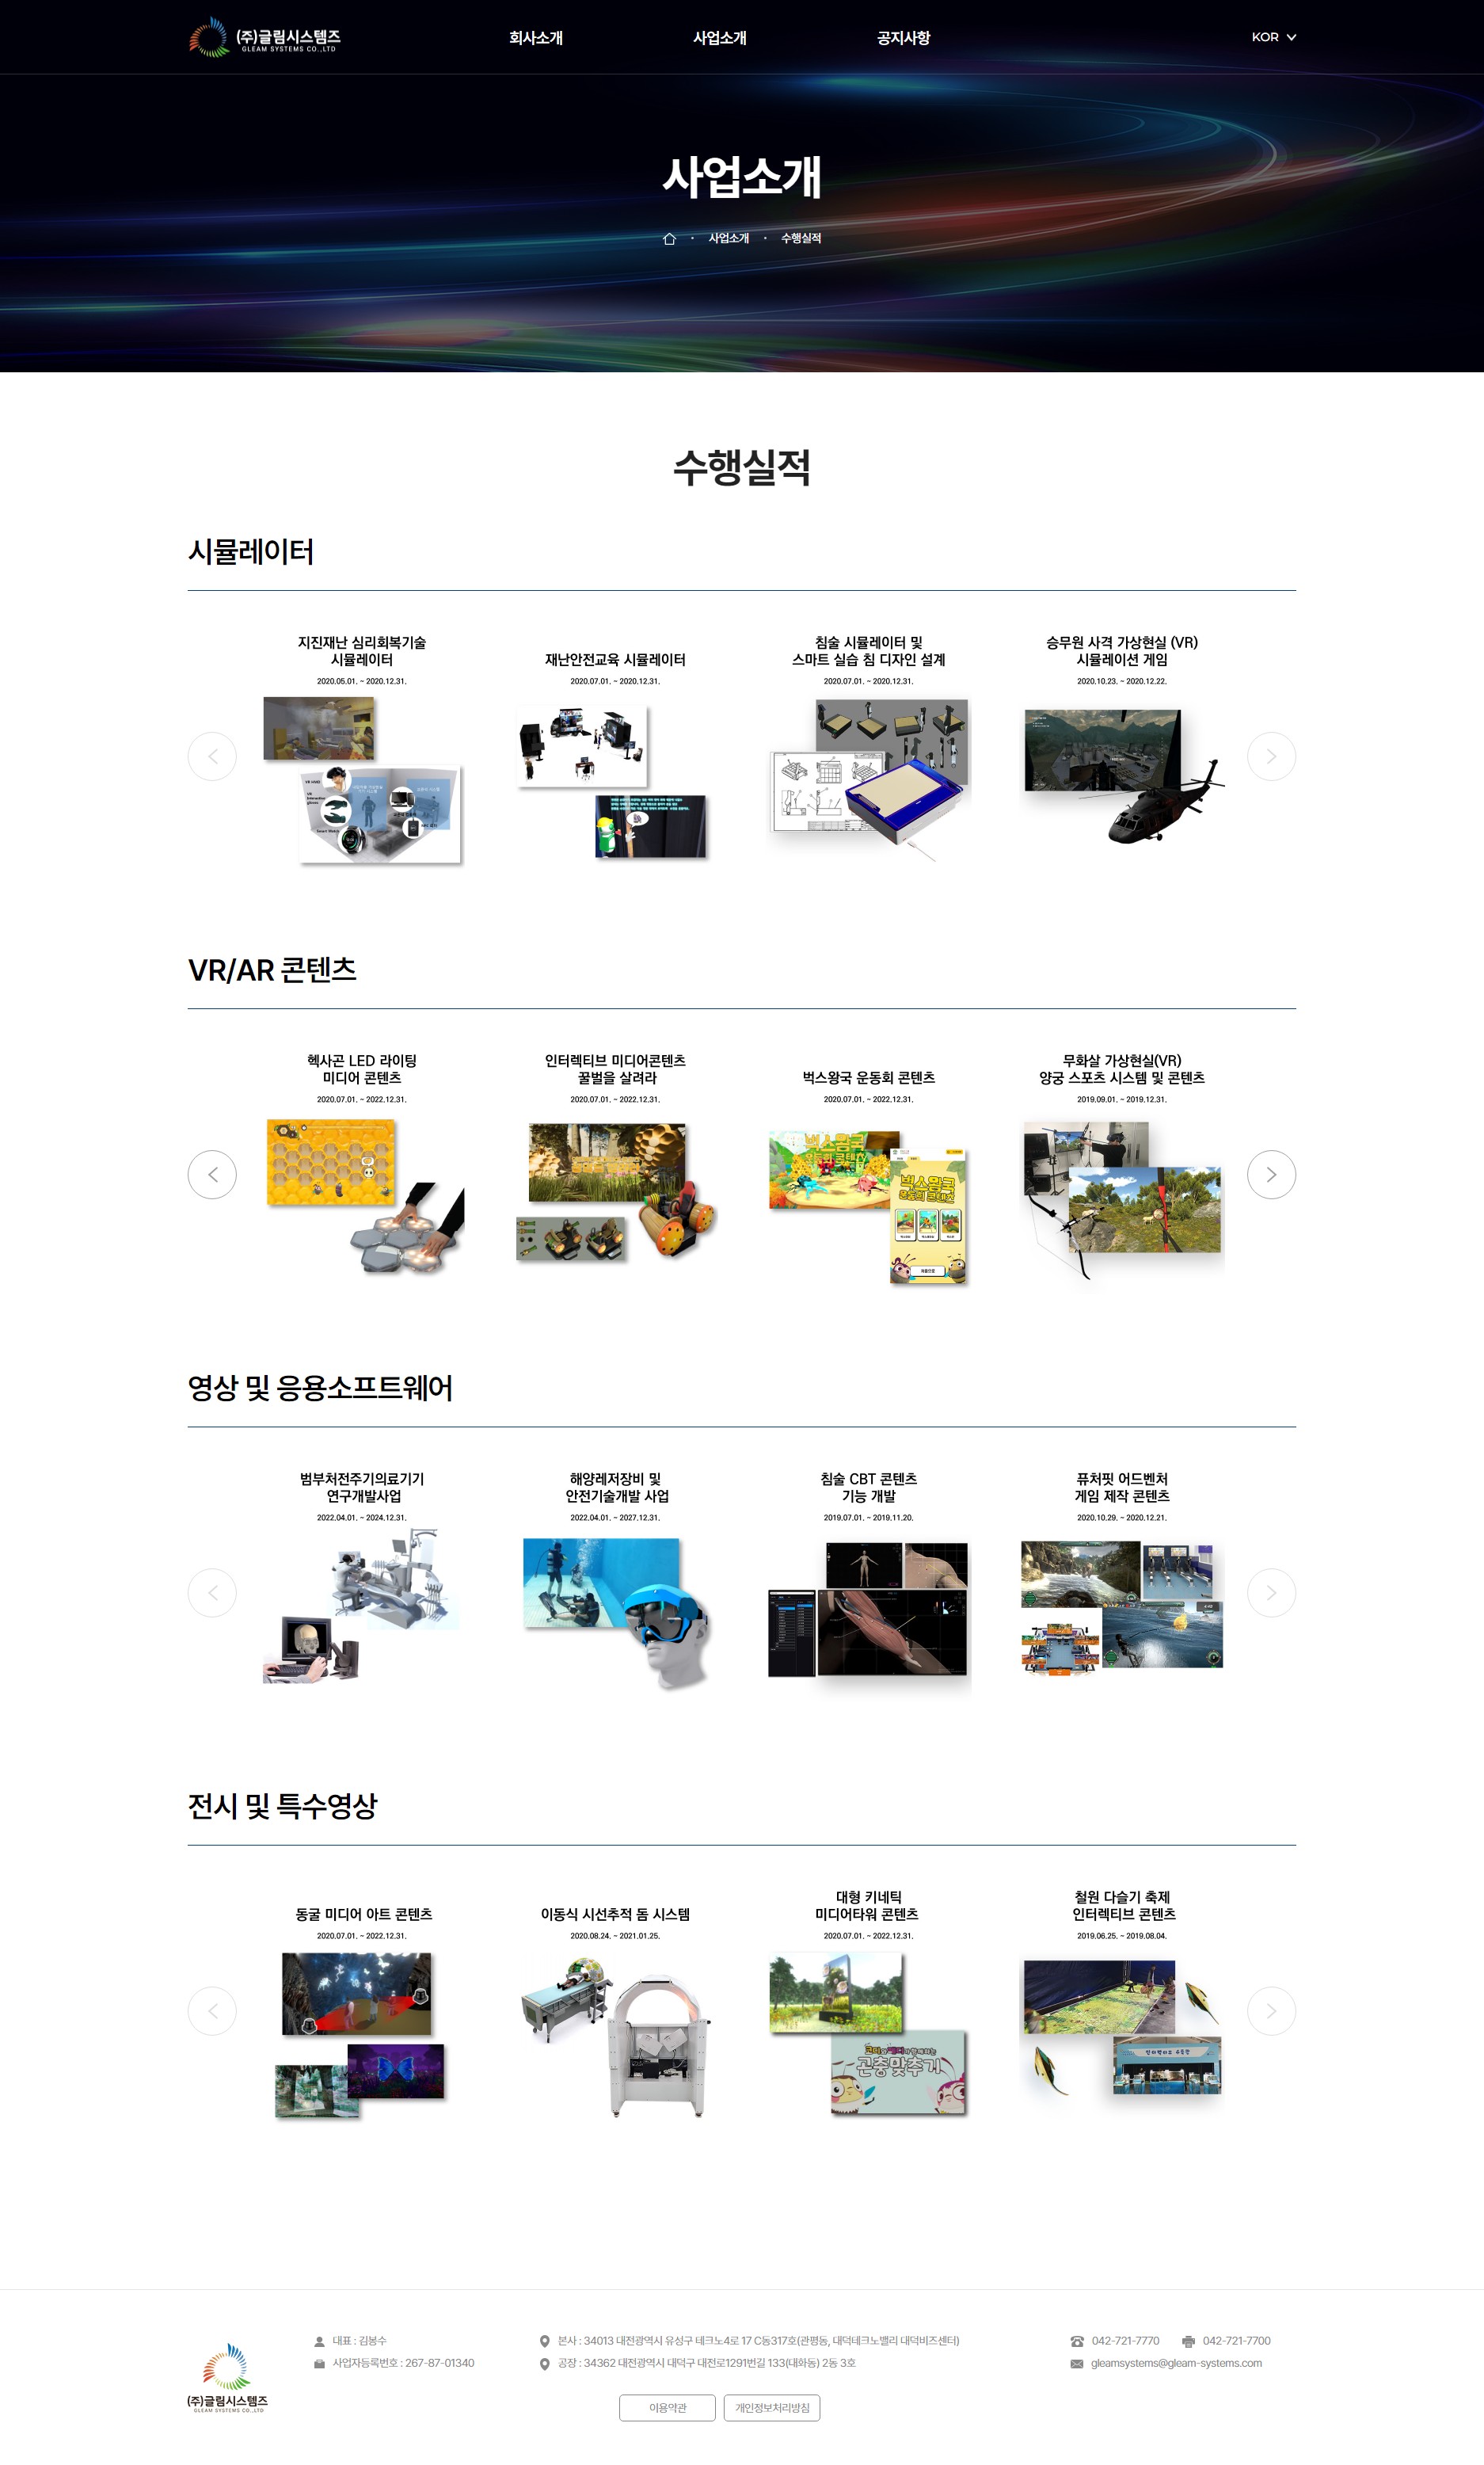 (주)글림시스템즈
GLEAM SYSTEMS CO.,LTD
회사소개
사업소개
공지사항
KOR
사업소개
사업소개
수행실적
수행실적
시뮬레이터
지진재난 심리회복기술
시뮬레이터
2020.05.01. ~ 2020.12.31.
재난안전교육 시뮬레이터
2020.07.01. ~ 2020.12.31.
침술 시뮬레이터 및
스마트 실습 침 디자인 설계
2020.07.01. ~ 2020.12.31.
승무원 사격 가상현실 (VR)
시뮬레이션 게임
2020.10.23. ~ 2020.12.22.
VR/AR 콘텐츠
헥사곤 LED 라이팅
미디어 콘텐츠
2020.07.01. ~ 2022.12.31.
인터렉티브 미디어콘텐츠
꿀벌을 살려라
2020.07.01. ~ 2022.12.31.
벅스왕국 운동회 콘텐츠
2020.07.01. ~ 2022.12.31.
무화살 가상현실(VR)
양궁 스포츠 시스템 및 콘텐츠
2019.09.01. ~ 2019.12.31.
영상 및 응용소프트웨어
범부처전주기의료기기
연구개발사업
2022.04.01. ~ 2024.12.31.
해양레저장비 및
안전기술개발 사업
2022.04.01. ~ 2027.12.31.
침술 CBT 콘텐츠
기능 개발
2019.07.01. ~ 2019.11.20.
퓨처핏 어드벤처
게임 제작 콘텐츠
2020.10.29. ~ 2020.12.21.
전시 및 특수영상
동굴 미디어 아트 콘텐츠
2020.07.01. ~ 2022.12.31.
이동식 시선추적 돔 시스템
2020.08.24. ~ 2021.01.25.
대형 키네틱
미디어타워 콘텐츠
2020.07.01. ~ 2022.12.31.
곤충맞추기
철원 다슬기 축제
인터렉티브 콘텐츠
2019.06.25. ~ 2019.08.04.
(주)글림시스템즈
GLEAM SYSTEMS CO.,LTD
대표 : 김봉수
사업자등록번호 : 267-87-01340
본사 : 34013 대전광역시 유성구 테크노4로 17 C동317호(관평동, 대덕테크노밸리 대덕비즈센터)
공장 : 34362 대전광역시 대덕구 대전로1291번길 133(대화동) 2동 3호
042-721-7770
042-721-7700
gleamsystems@gleam-systems.com
이용약관
개인정보처리방침